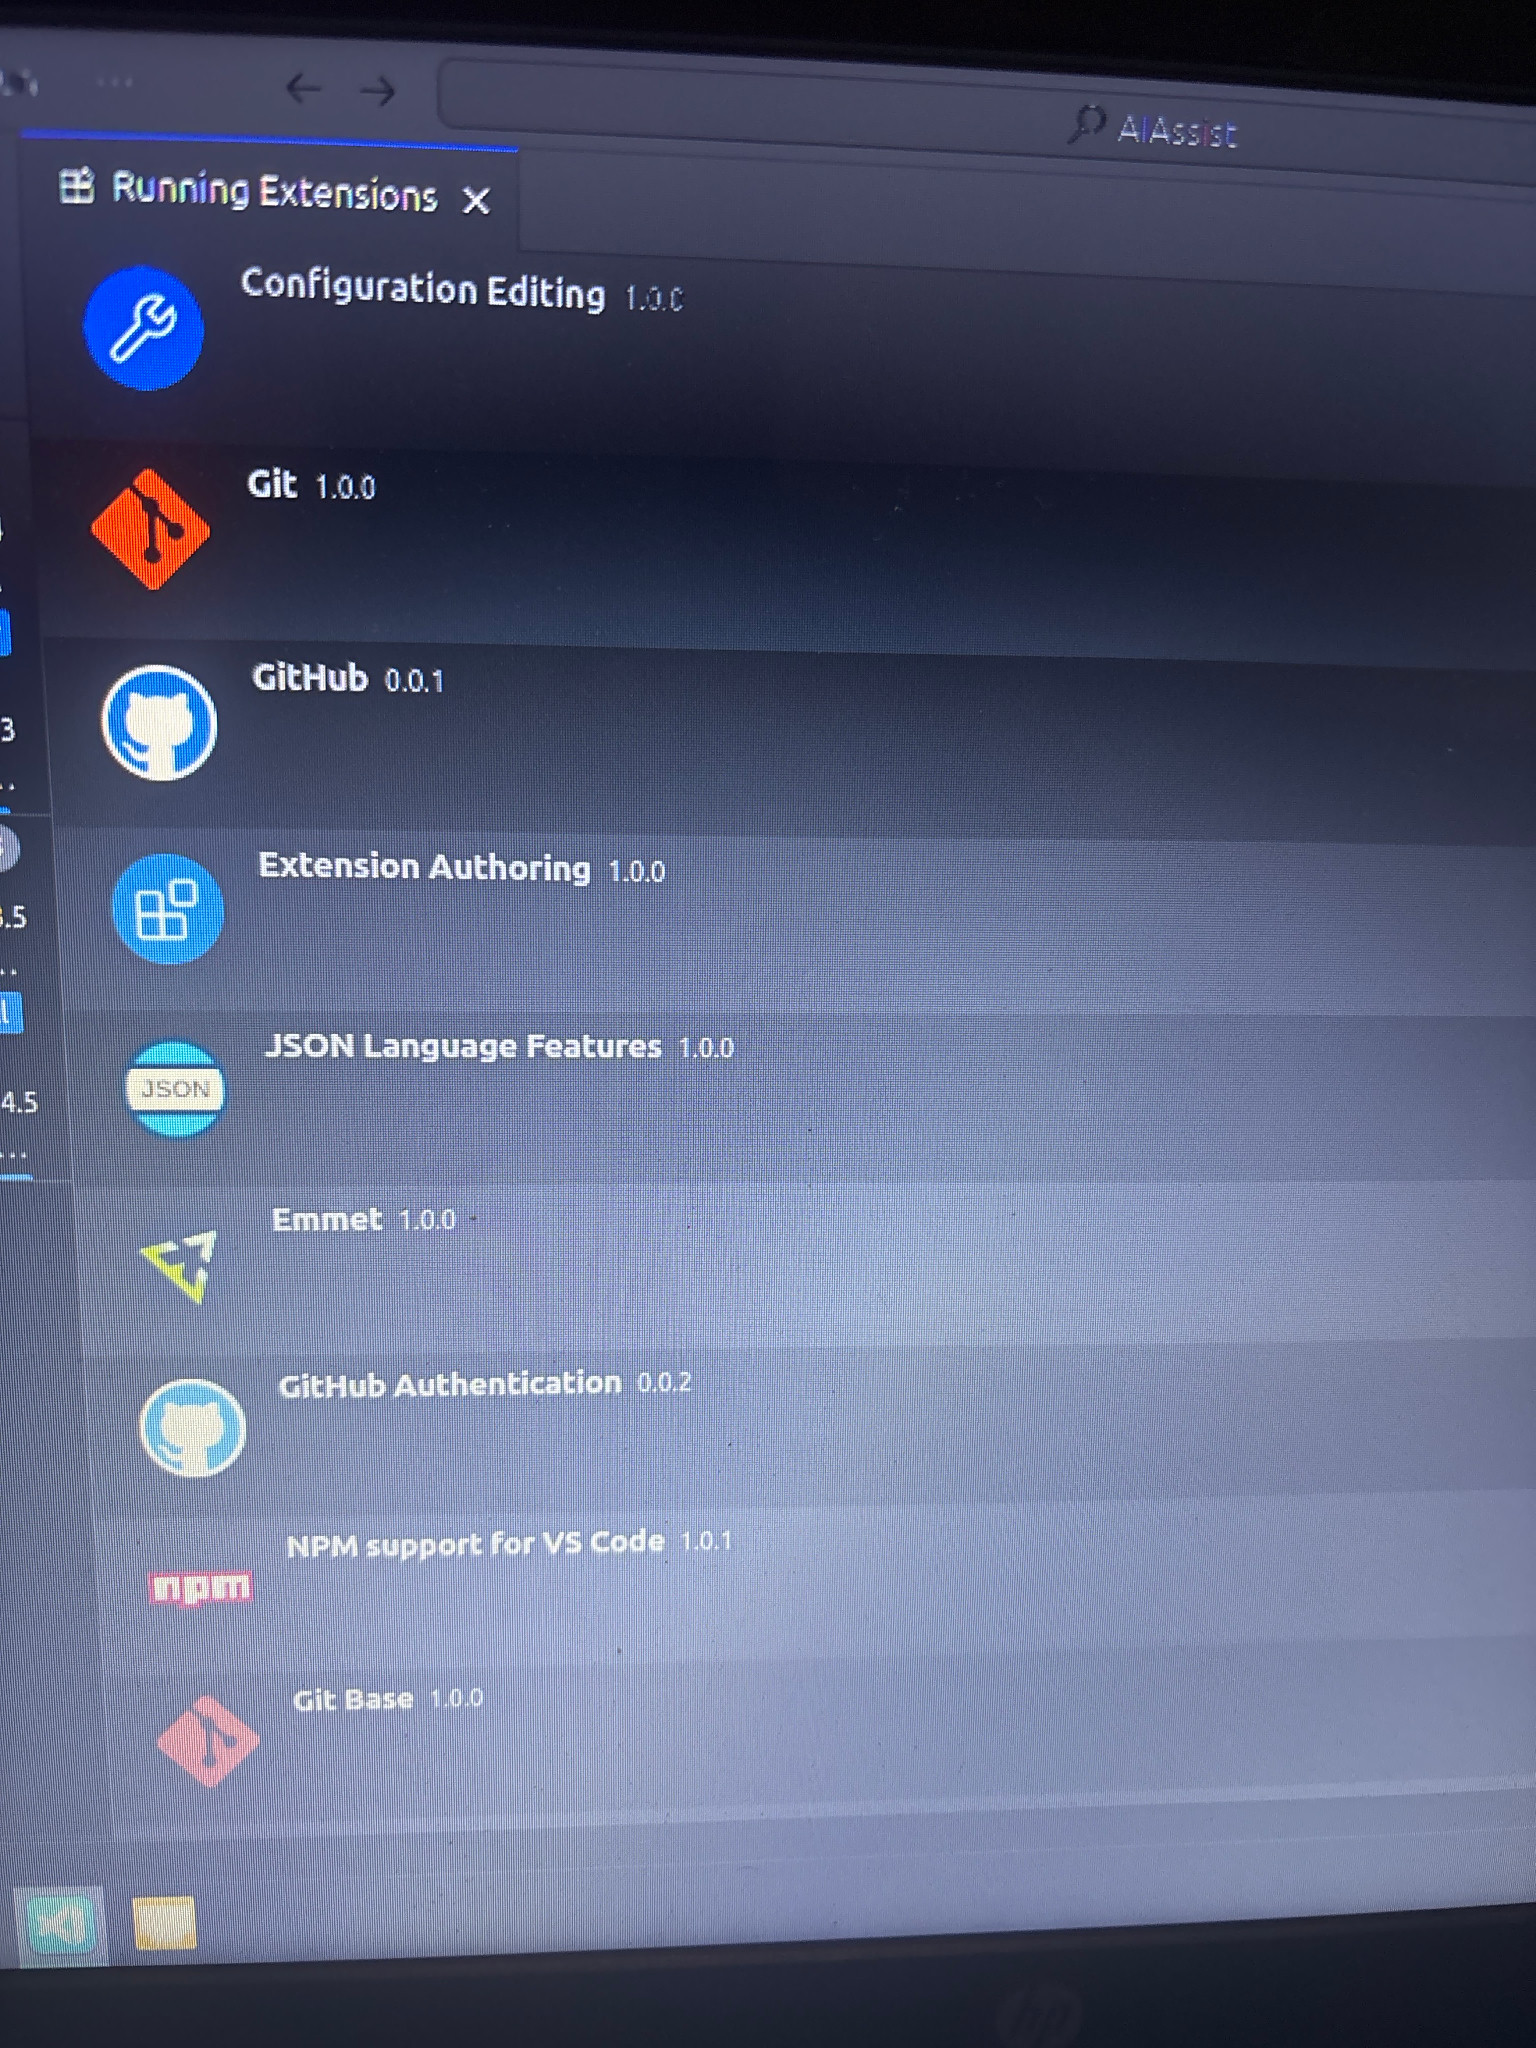 AIAssist
Running Extensions
Configuration Editing 1.0.0
Git 1.0.0
GitHub 0.0.1
3
Extension Authoring 1.0.0
.5
JSON Language Features 1.0.0
JSON
4.5
Emmet 1.0.0
GitHub Authentication 0.0.2
NPM support for VS Code 1.0.1
npm
Git Base 1.0.0
hp